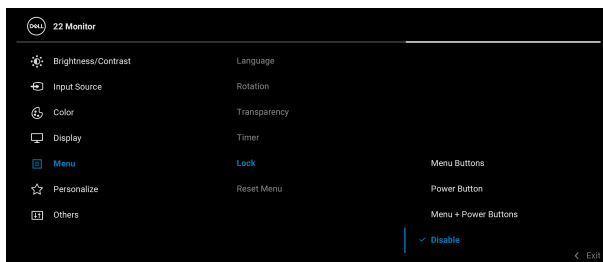 DELL 22 Monitor
Brightness/Contrast Language
Input Source Rotation
Color Transparency
Display Timer
Menu Lock Menu Buttons
Personalize Reset Menu Power Button
Others Menu + Power Buttons
Disable
Exit